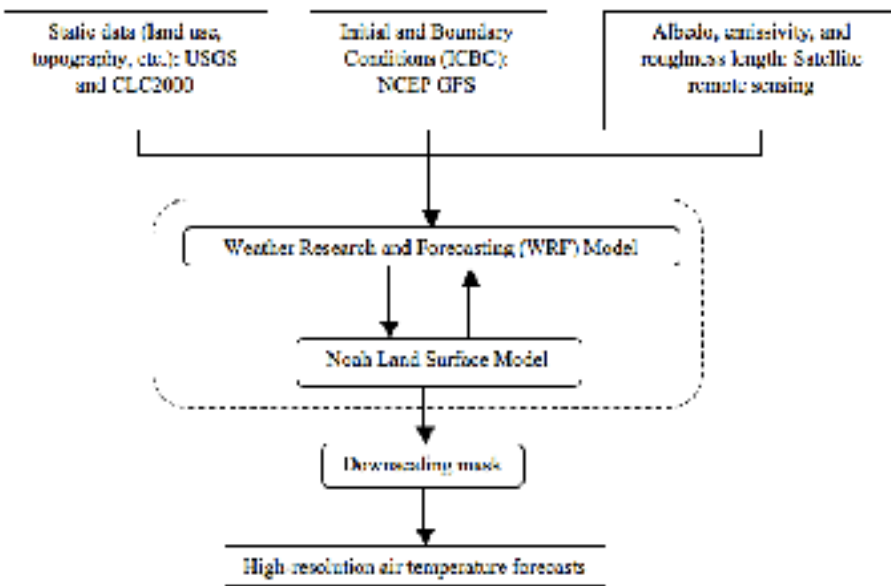 Static data (land use,
topography, etc.): USGS
and CLC2000
Initial and Boundary
Conditions (ICBC):
NCEP GFS
Albedo, emissivity, and
roughness length: Satellite
remote sensing
Weather Research and Forecasting (WRF) Model
Noah Land Surface Model
Downscaling mask
High-resolution air temperature forecasts